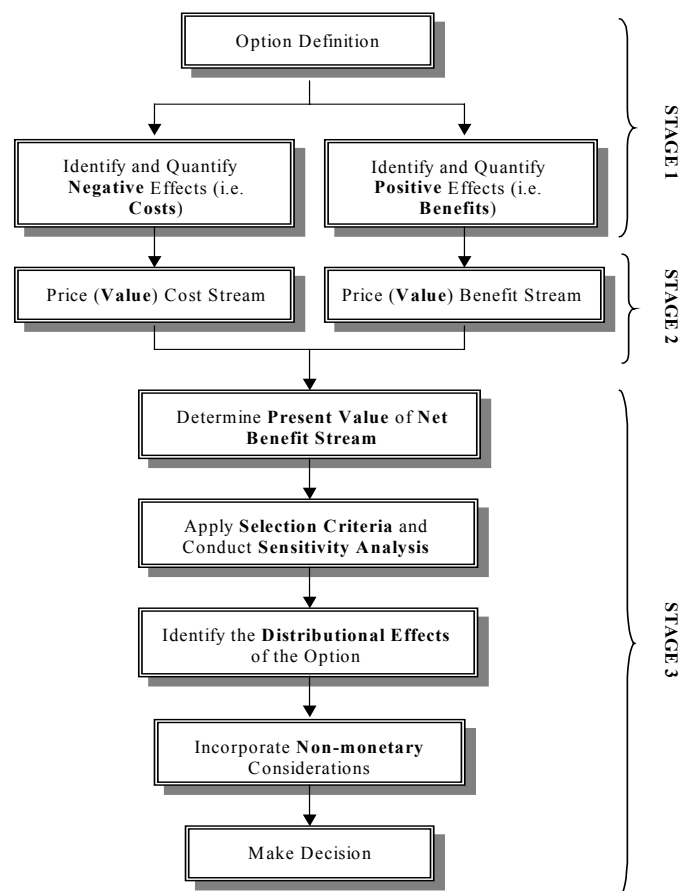 Option Definition
Identify and Quantify
Negative Effects (i.e.
Costs)
Identify and Quantify
Positive Effects (i.e.
Benefits)
STAGE 1
Price (Value) Cost Stream
Price (Value) Benefit Stream
STAGE 2
Determine Present Value of Net
Benefit Stream
Apply Selection Criteria and
Conduct Sensitivity Analysis
Identify the Distributional Effects
of the Option
Incorporate Non-monetary
Considerations
Make Decision
STAGE 3